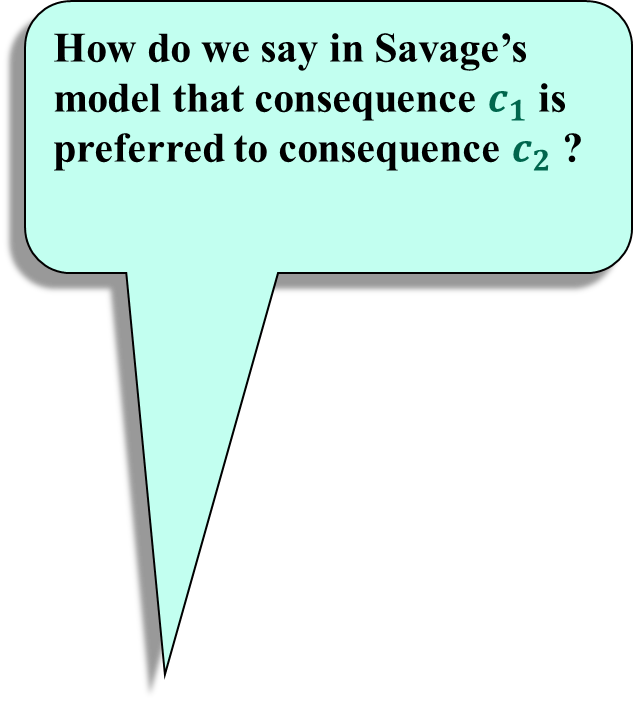 How do we say in Savage’s
model that consequence 𝒄₁ is
preferred to consequence 𝒄₂ ?